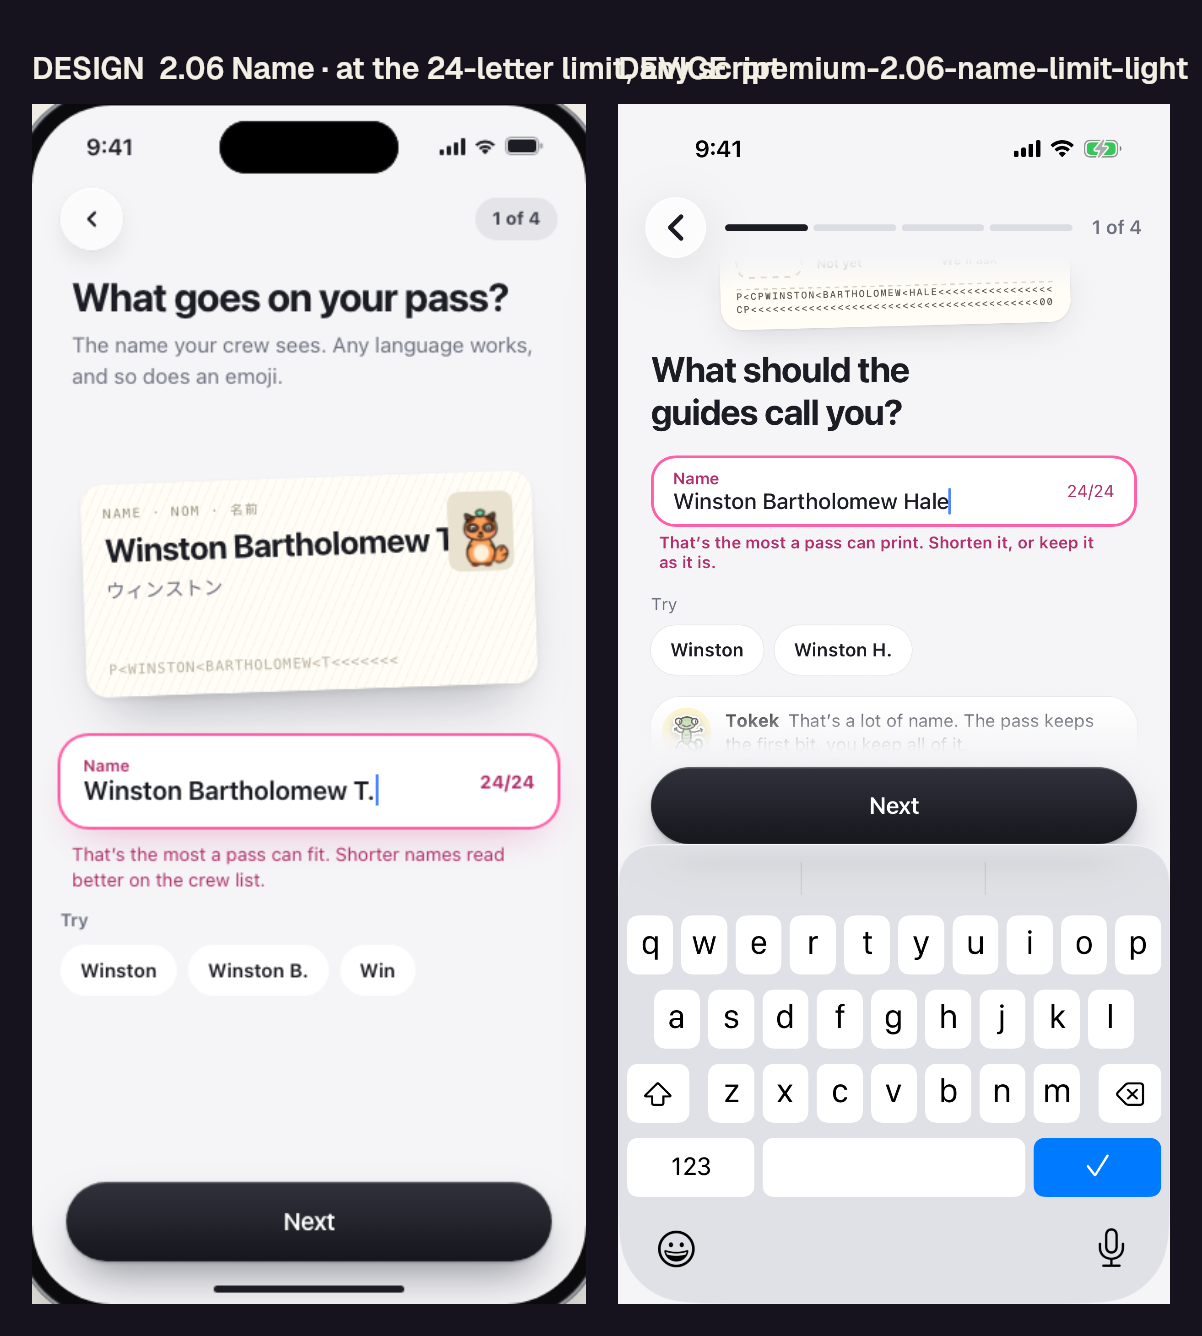 DESIGN 2.06 Name · at the 24-letter limit, any script
DEVICE premium-2.06-name-limit-light
9:41
1 of 4
What goes on your pass?
The name your crew sees. Any language works,
and so does an emoji.
NAME · NOM · 名前
Winston Bartholomew T
ウィンストン
P<WINSTON<BARTHOLOMEW<T<<<<<<<
Name
Winston Bartholomew T.
24/24
That's the most a pass can fit. Shorter names read
better on the crew list.
Try
Winston
Winston B.
Win
Next
9:41
1 of 4
Not yet
We'll ask
P<CPWINSTON<BARTHOLOMEW<HALE<<<<<<<<<<<<<<<<
CP<<<<<<<<<<<<<<<<<<<<<<<<<<<<<<<<<<<<<<<<00
What should the
guides call you?
Name
Winston Bartholomew Hale
24/24
That's the most a pass can print. Shorten it, or keep it
as it is.
Try
Winston
Winston H.
Tokek That's a lot of name. The pass keeps
the first bit, you keep all of it.
Next
q w e r t y u i o p
a s d f g h j k l
z x c v b n m
123